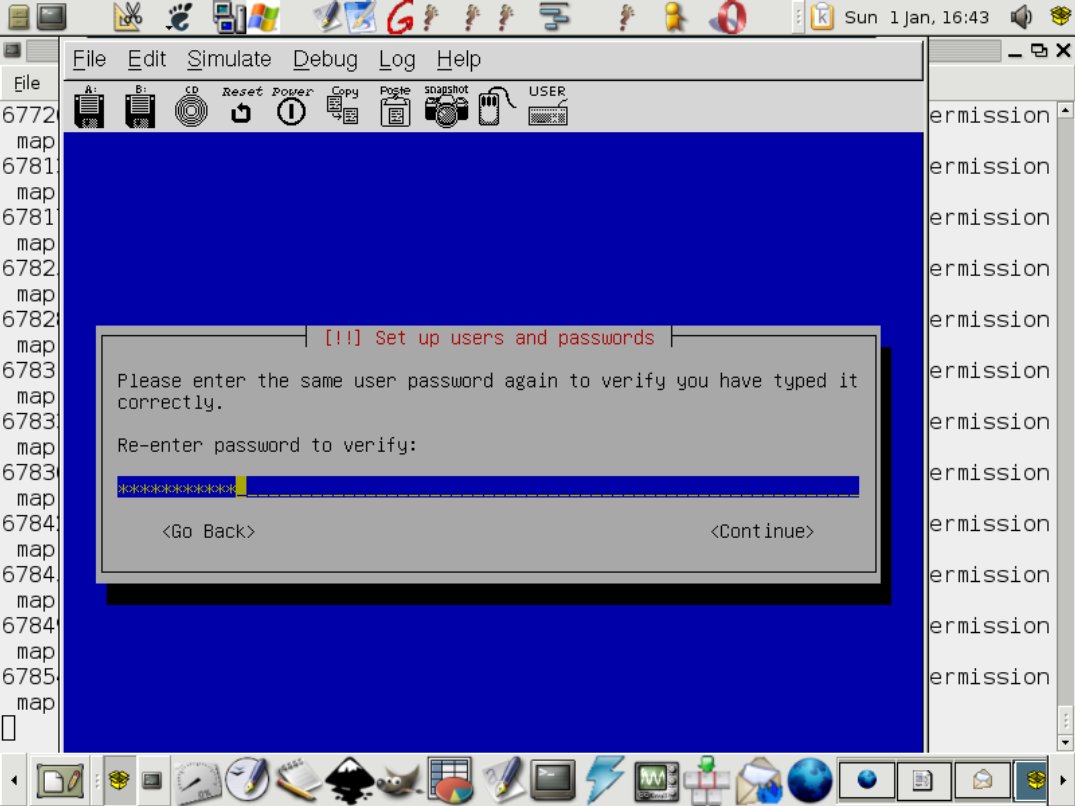 Sun 1 Jan, 16:43
File Edit Simulate Debug Log Help
File
A: B: CD Reset Power Copy Paste Snapshot USER
6772 ermission
map
6781 ermission
map
6781 ermission
map
6782 ermission
map
6782 ermission
map
6783 ermission
map
6783 ermission
map
6783 ermission
map
6784 ermission
map
6784 ermission
map
6784 ermission
map
6785 ermission
map
[!!] Set up users and passwords
Please enter the same user password again to verify you have typed it
correctly.
Re-enter password to verify:
***********
<Go Back> <Continue>
0%